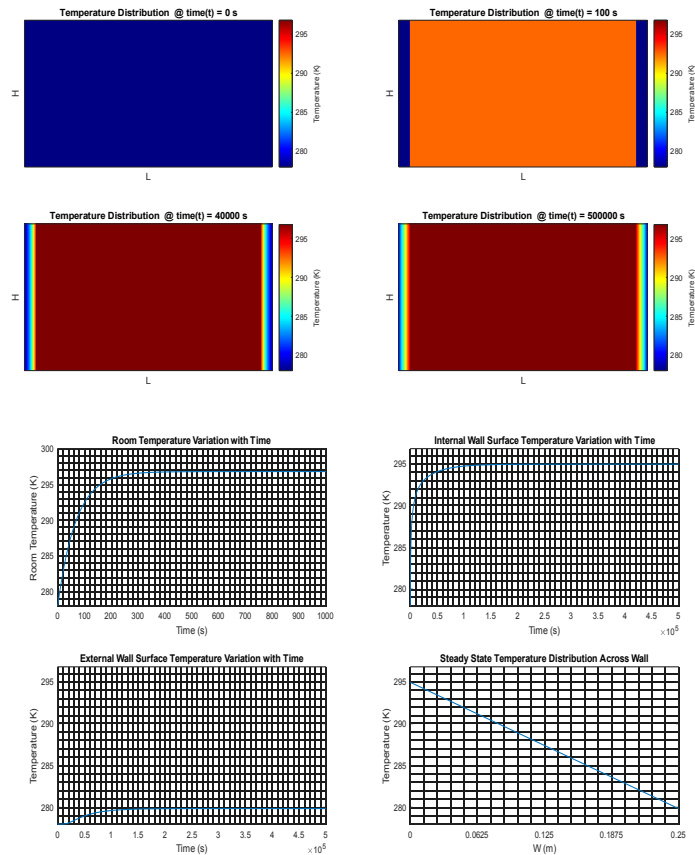 Temperature Distribution @ time(t) = 0 s
295
290
285
280
Temperature (K)
H
L
Temperature Distribution @ time(t) = 100 s
295
290
285
280
Temperature (K)
H
L
Temperature Distribution @ time(t) = 40000 s
295
290
285
280
Temperature (K)
H
L
Temperature Distribution @ time(t) = 500000 s
295
290
285
280
Temperature (K)
H
L
Room Temperature Variation with Time
300
295
290
285
280
Room Temperature (K)
0 100 200 300 400 500 600 700 800 900 1000
Time (s)
Internal Wall Surface Temperature Variation with Time
295
290
285
280
Temperature (K)
0 0.5 1 1.5 2 2.5 3 3.5 4 4.5 5
Time (s)
×10⁵
External Wall Surface Temperature Variation with Time
295
290
285
280
Temperature (K)
0 0.5 1 1.5 2 2.5 3 3.5 4 4.5 5
Time (s)
×10⁵
Steady State Temperature Distribution Across Wall
295
290
285
280
Temperature (K)
0 0.0625 0.125 0.1875 0.25
W (m)